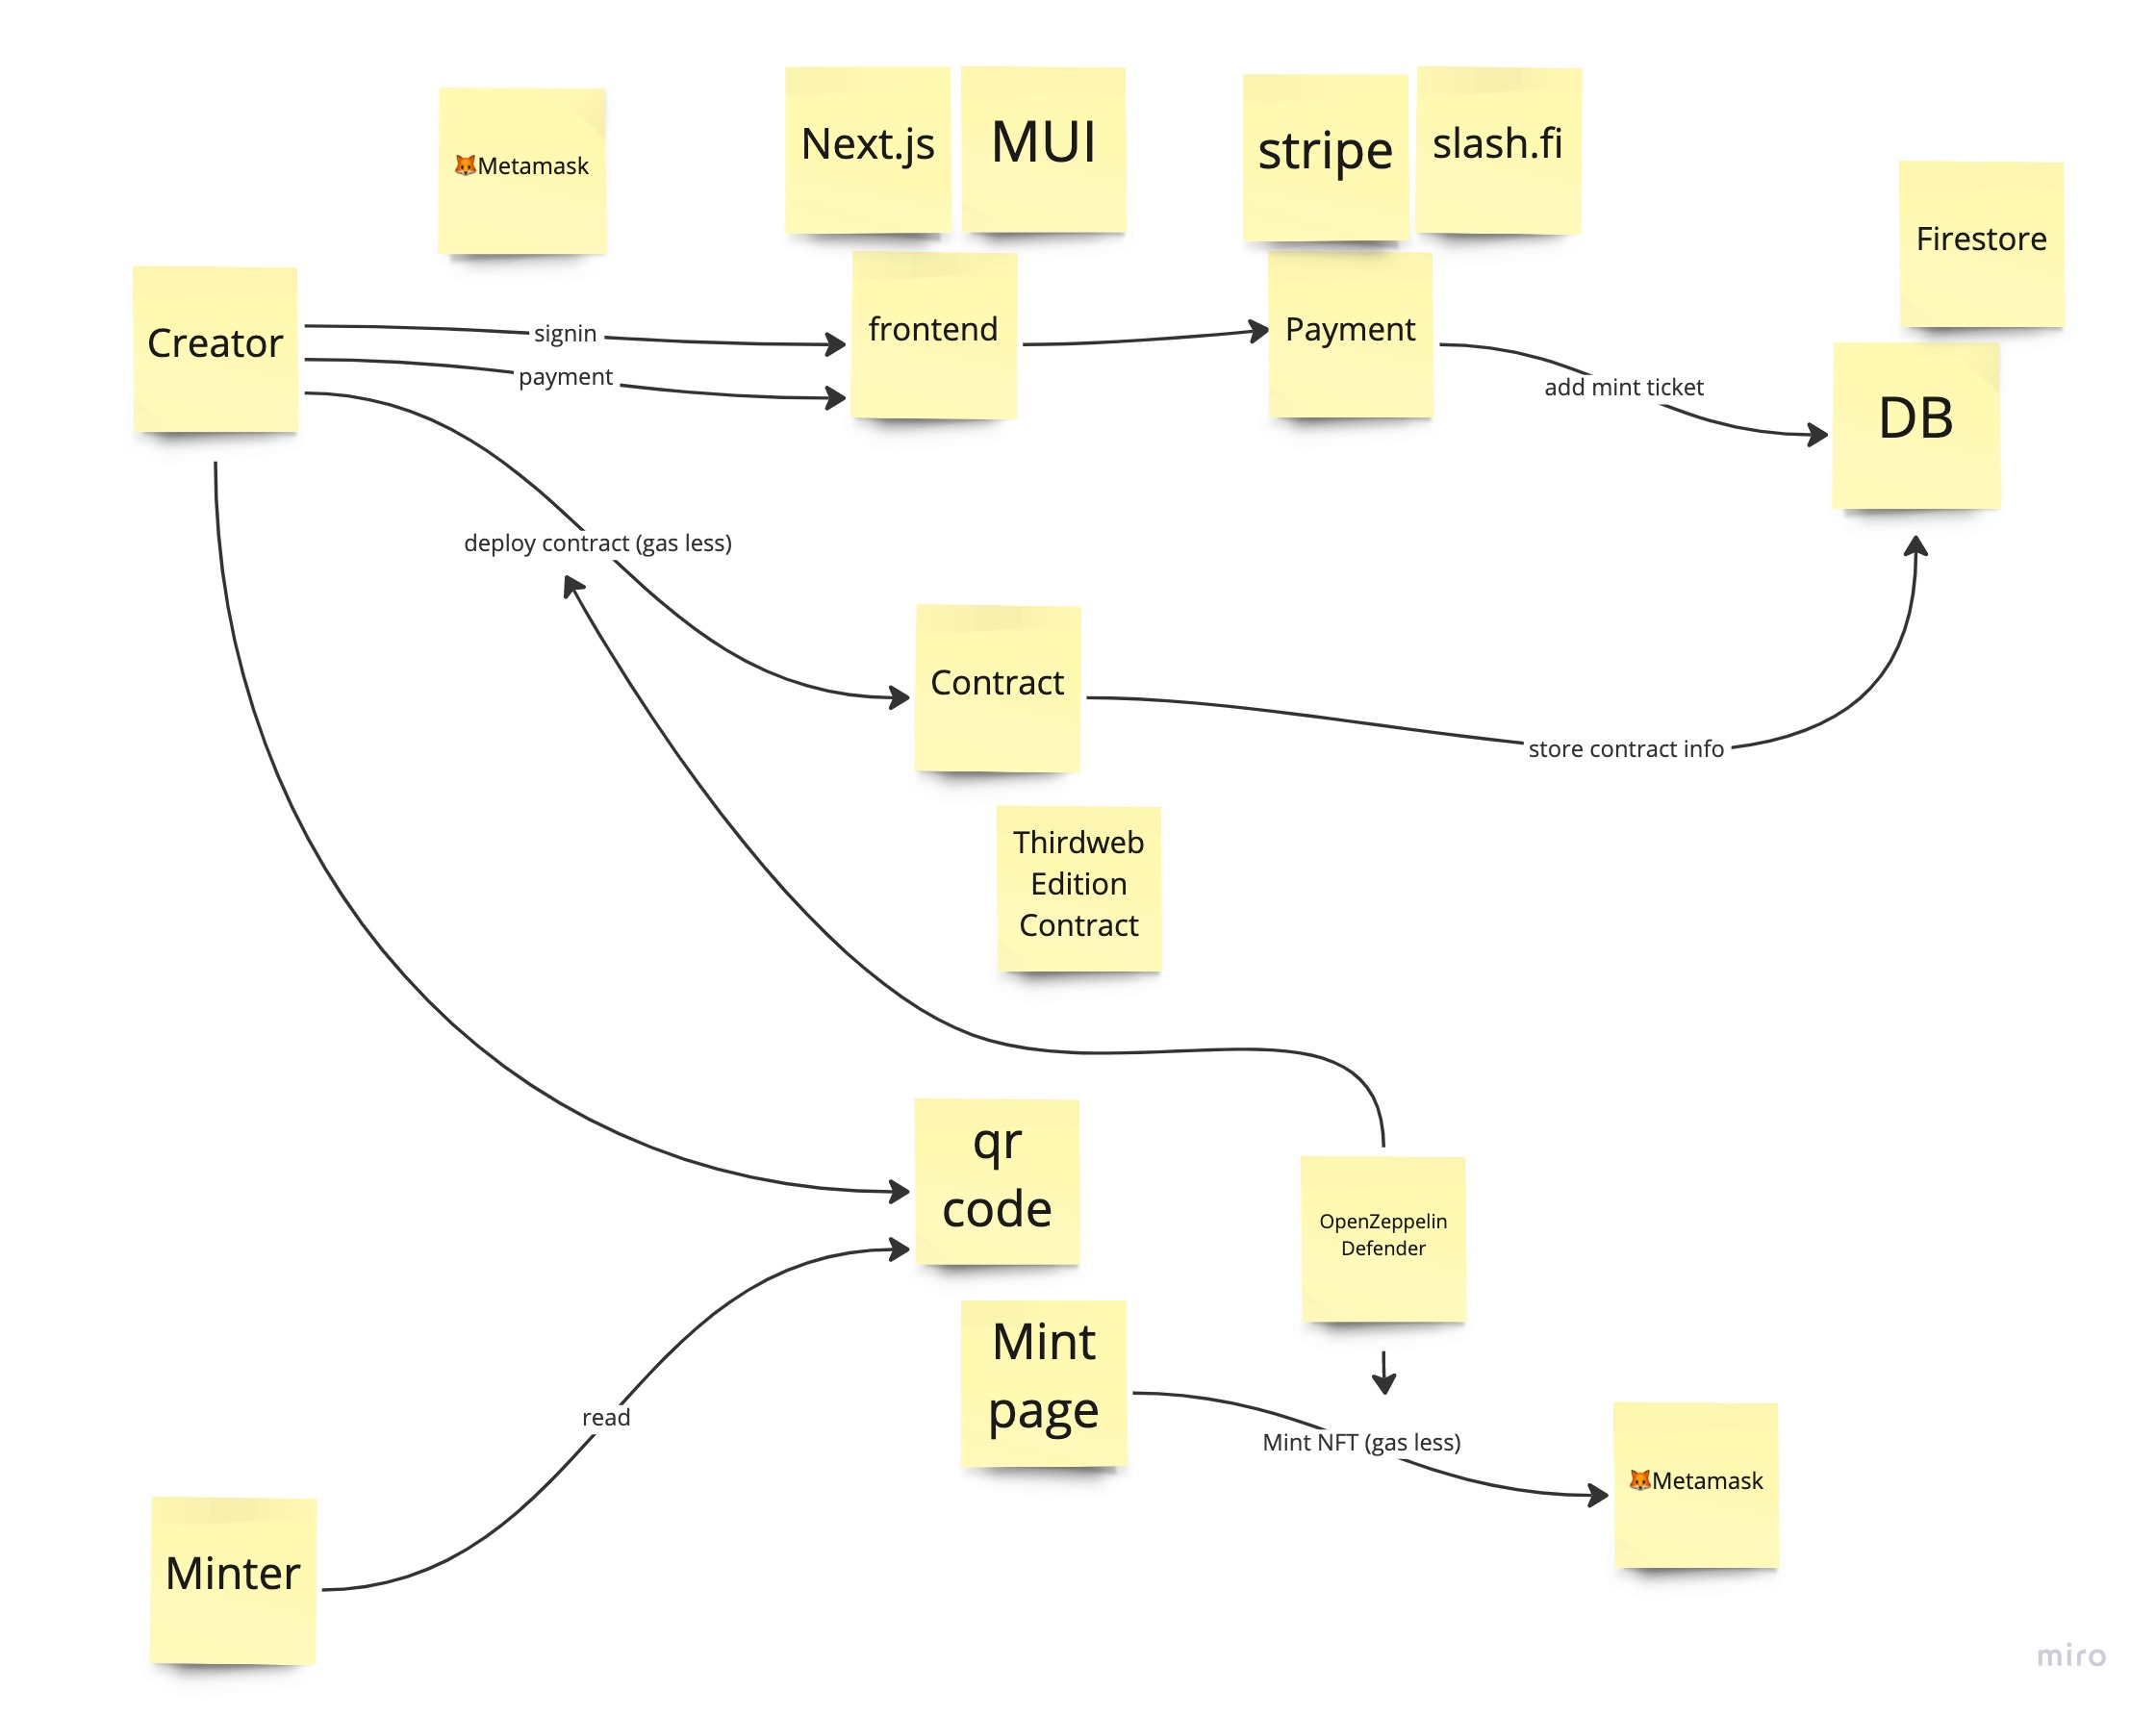 🦊Metamask
Next.js
MUI
stripe
slash.fi
Firestore
Creator
signin
payment
frontend
Payment
add mint ticket
DB
deploy contract (gas less)
Contract
store contract info
Thirdweb
Edition
Contract
qr
code
OpenZeppelin
Defender
Mint
page
read
Mint NFT (gas less)
🦊Metamask
Minter
miro